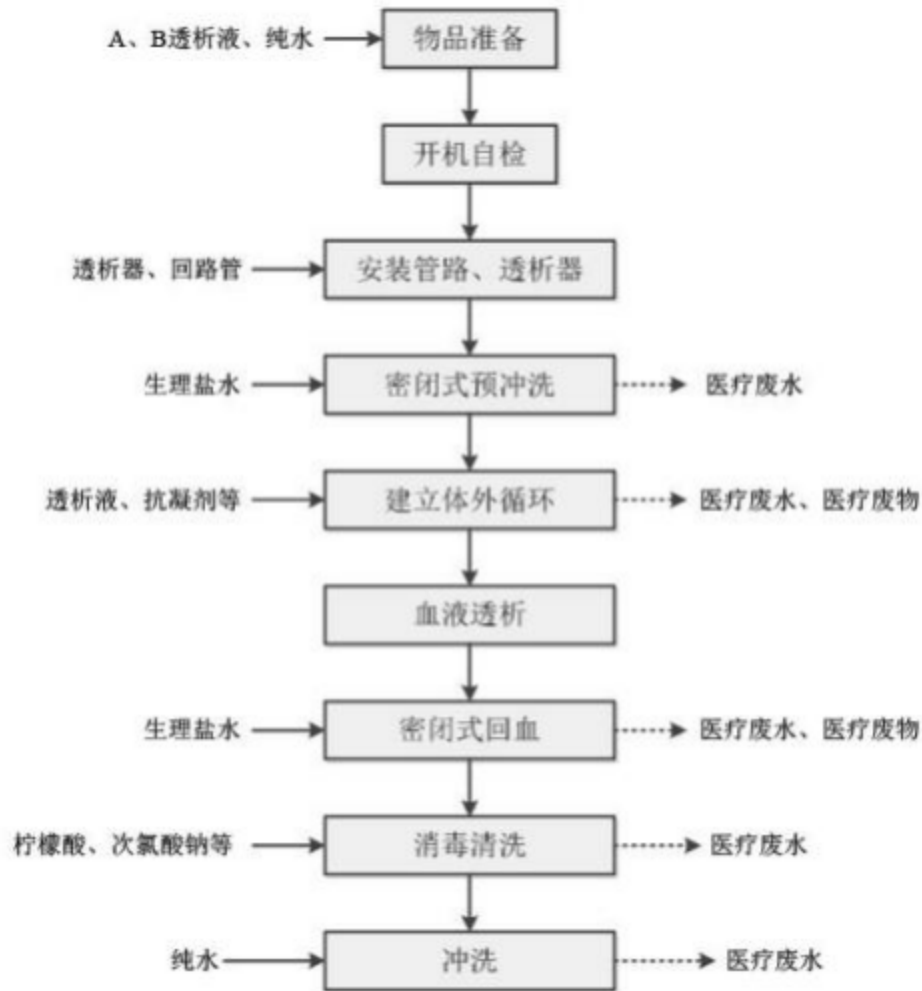 A、B透析液、纯水
物品准备
开机自检
透析器、回路管
安装管路、透析器
生理盐水
密闭式预冲洗
医疗废水
透析液、抗凝剂等
建立体外循环
医疗废水、医疗废物
血液透析
生理盐水
密闭式回血
医疗废水、医疗废物
柠檬酸、次氯酸钠等
消毒清洗
医疗废水
纯水
冲洗
医疗废水